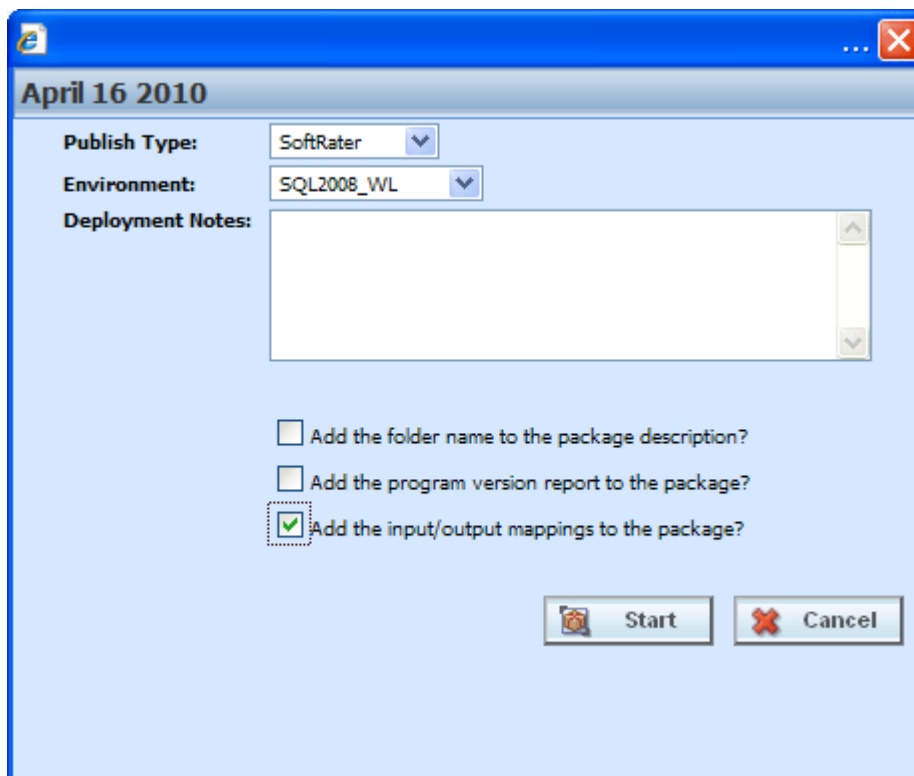 ...
April 16 2010
Publish Type: SoftRater
Environment: SQL2008_WL
Deployment Notes:
Add the folder name to the package description?
Add the program version report to the package?
Add the input/output mappings to the package?
Start Cancel